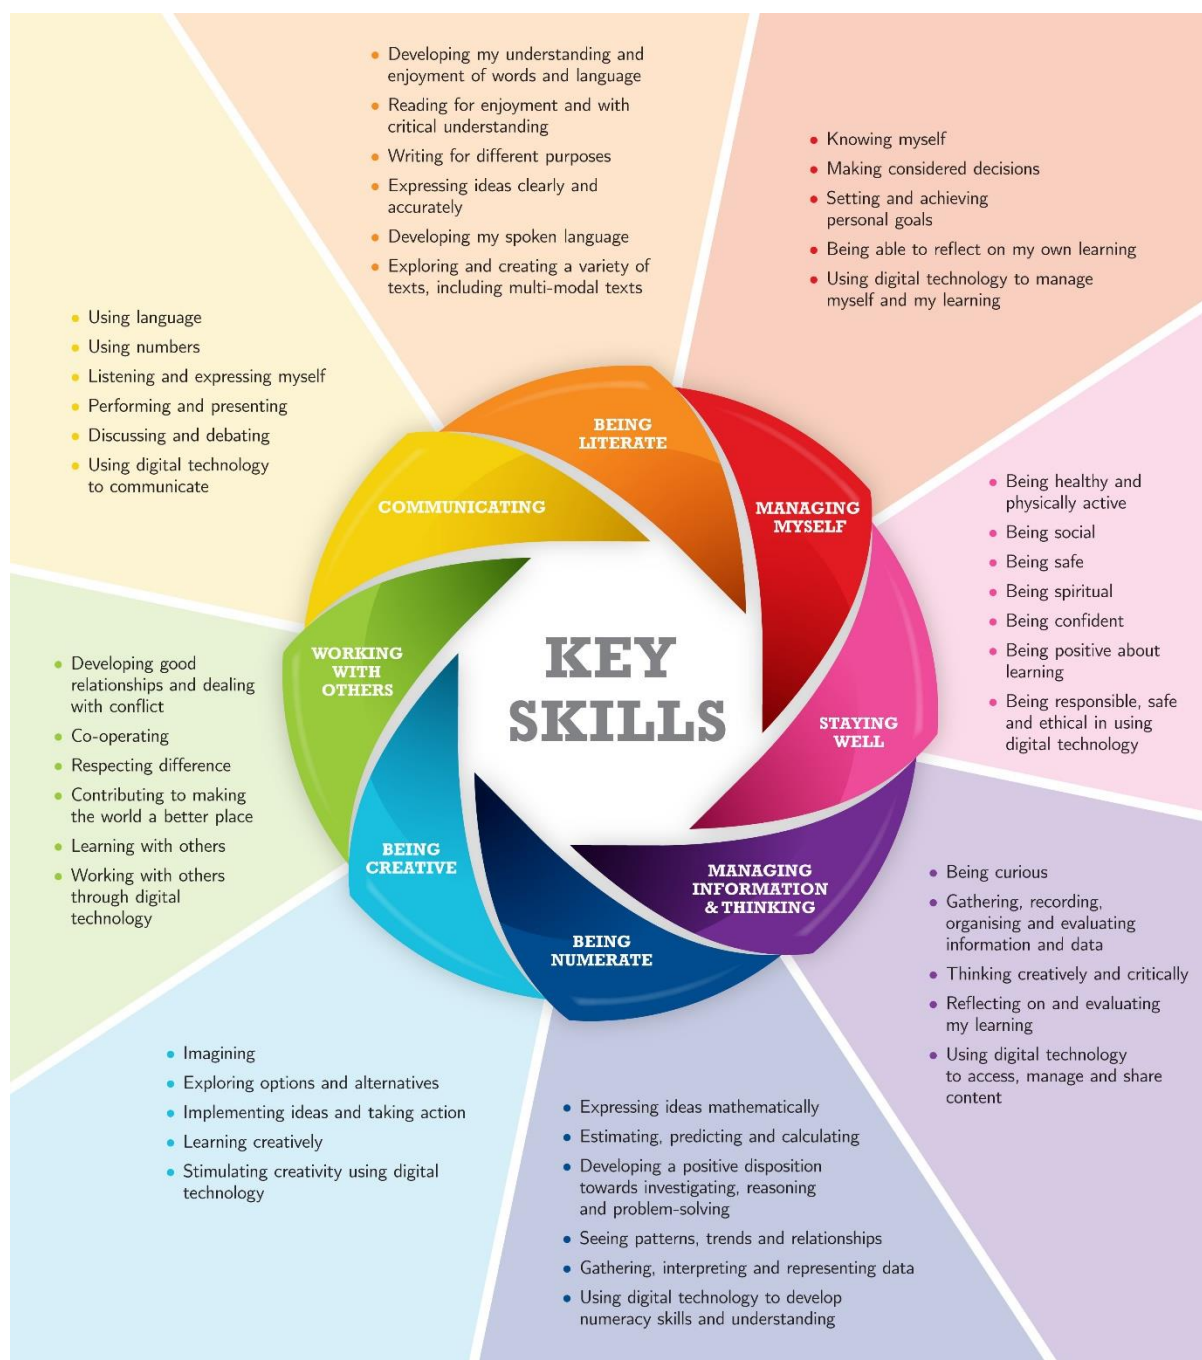 • Developing my understanding and
enjoyment of words and language
• Reading for enjoyment and with
critical understanding
• Writing for different purposes
• Expressing ideas clearly and
accurately
• Developing my spoken language
• Exploring and creating a variety of
texts, including multi-modal texts
• Knowing myself
• Making considered decisions
• Setting and achieving
personal goals
• Being able to reflect on my own learning
• Using digital technology to manage
myself and my learning
• Using language
• Using numbers
• Listening and expressing myself
• Performing and presenting
• Discussing and debating
• Using digital technology
to communicate
BEING
LITERATE
COMMUNICATING
MANAGING
MYSELF
• Being healthy and
physically active
• Being social
• Being safe
• Being spiritual
• Being confident
• Being positive about
learning
• Being responsible, safe
and ethical in using
digital technology
WORKING
WITH
OTHERS
KEY
SKILLS
STAYING
WELL
• Developing good
relationships and dealing
with conflict
• Co-operating
• Respecting difference
• Contributing to making
the world a better place
• Learning with others
• Working with others
through digital
technology
BEING
CREATIVE
MANAGING
INFORMATION
& THINKING
BEING
NUMERATE
• Being curious
• Gathering, recording,
organising and evaluating
information and data
• Thinking creatively and critically
• Reflecting on and evaluating
my learning
• Using digital technology
to access, manage and share
content
• Imagining
• Exploring options and alternatives
• Implementing ideas and taking action
• Learning creatively
• Stimulating creativity using digital
technology
• Expressing ideas mathematically
• Estimating, predicting and calculating
• Developing a positive disposition
towards investigating, reasoning
and problem-solving
• Seeing patterns, trends and relationships
• Gathering, interpreting and representing data
• Using digital technology to develop
numeracy skills and understanding